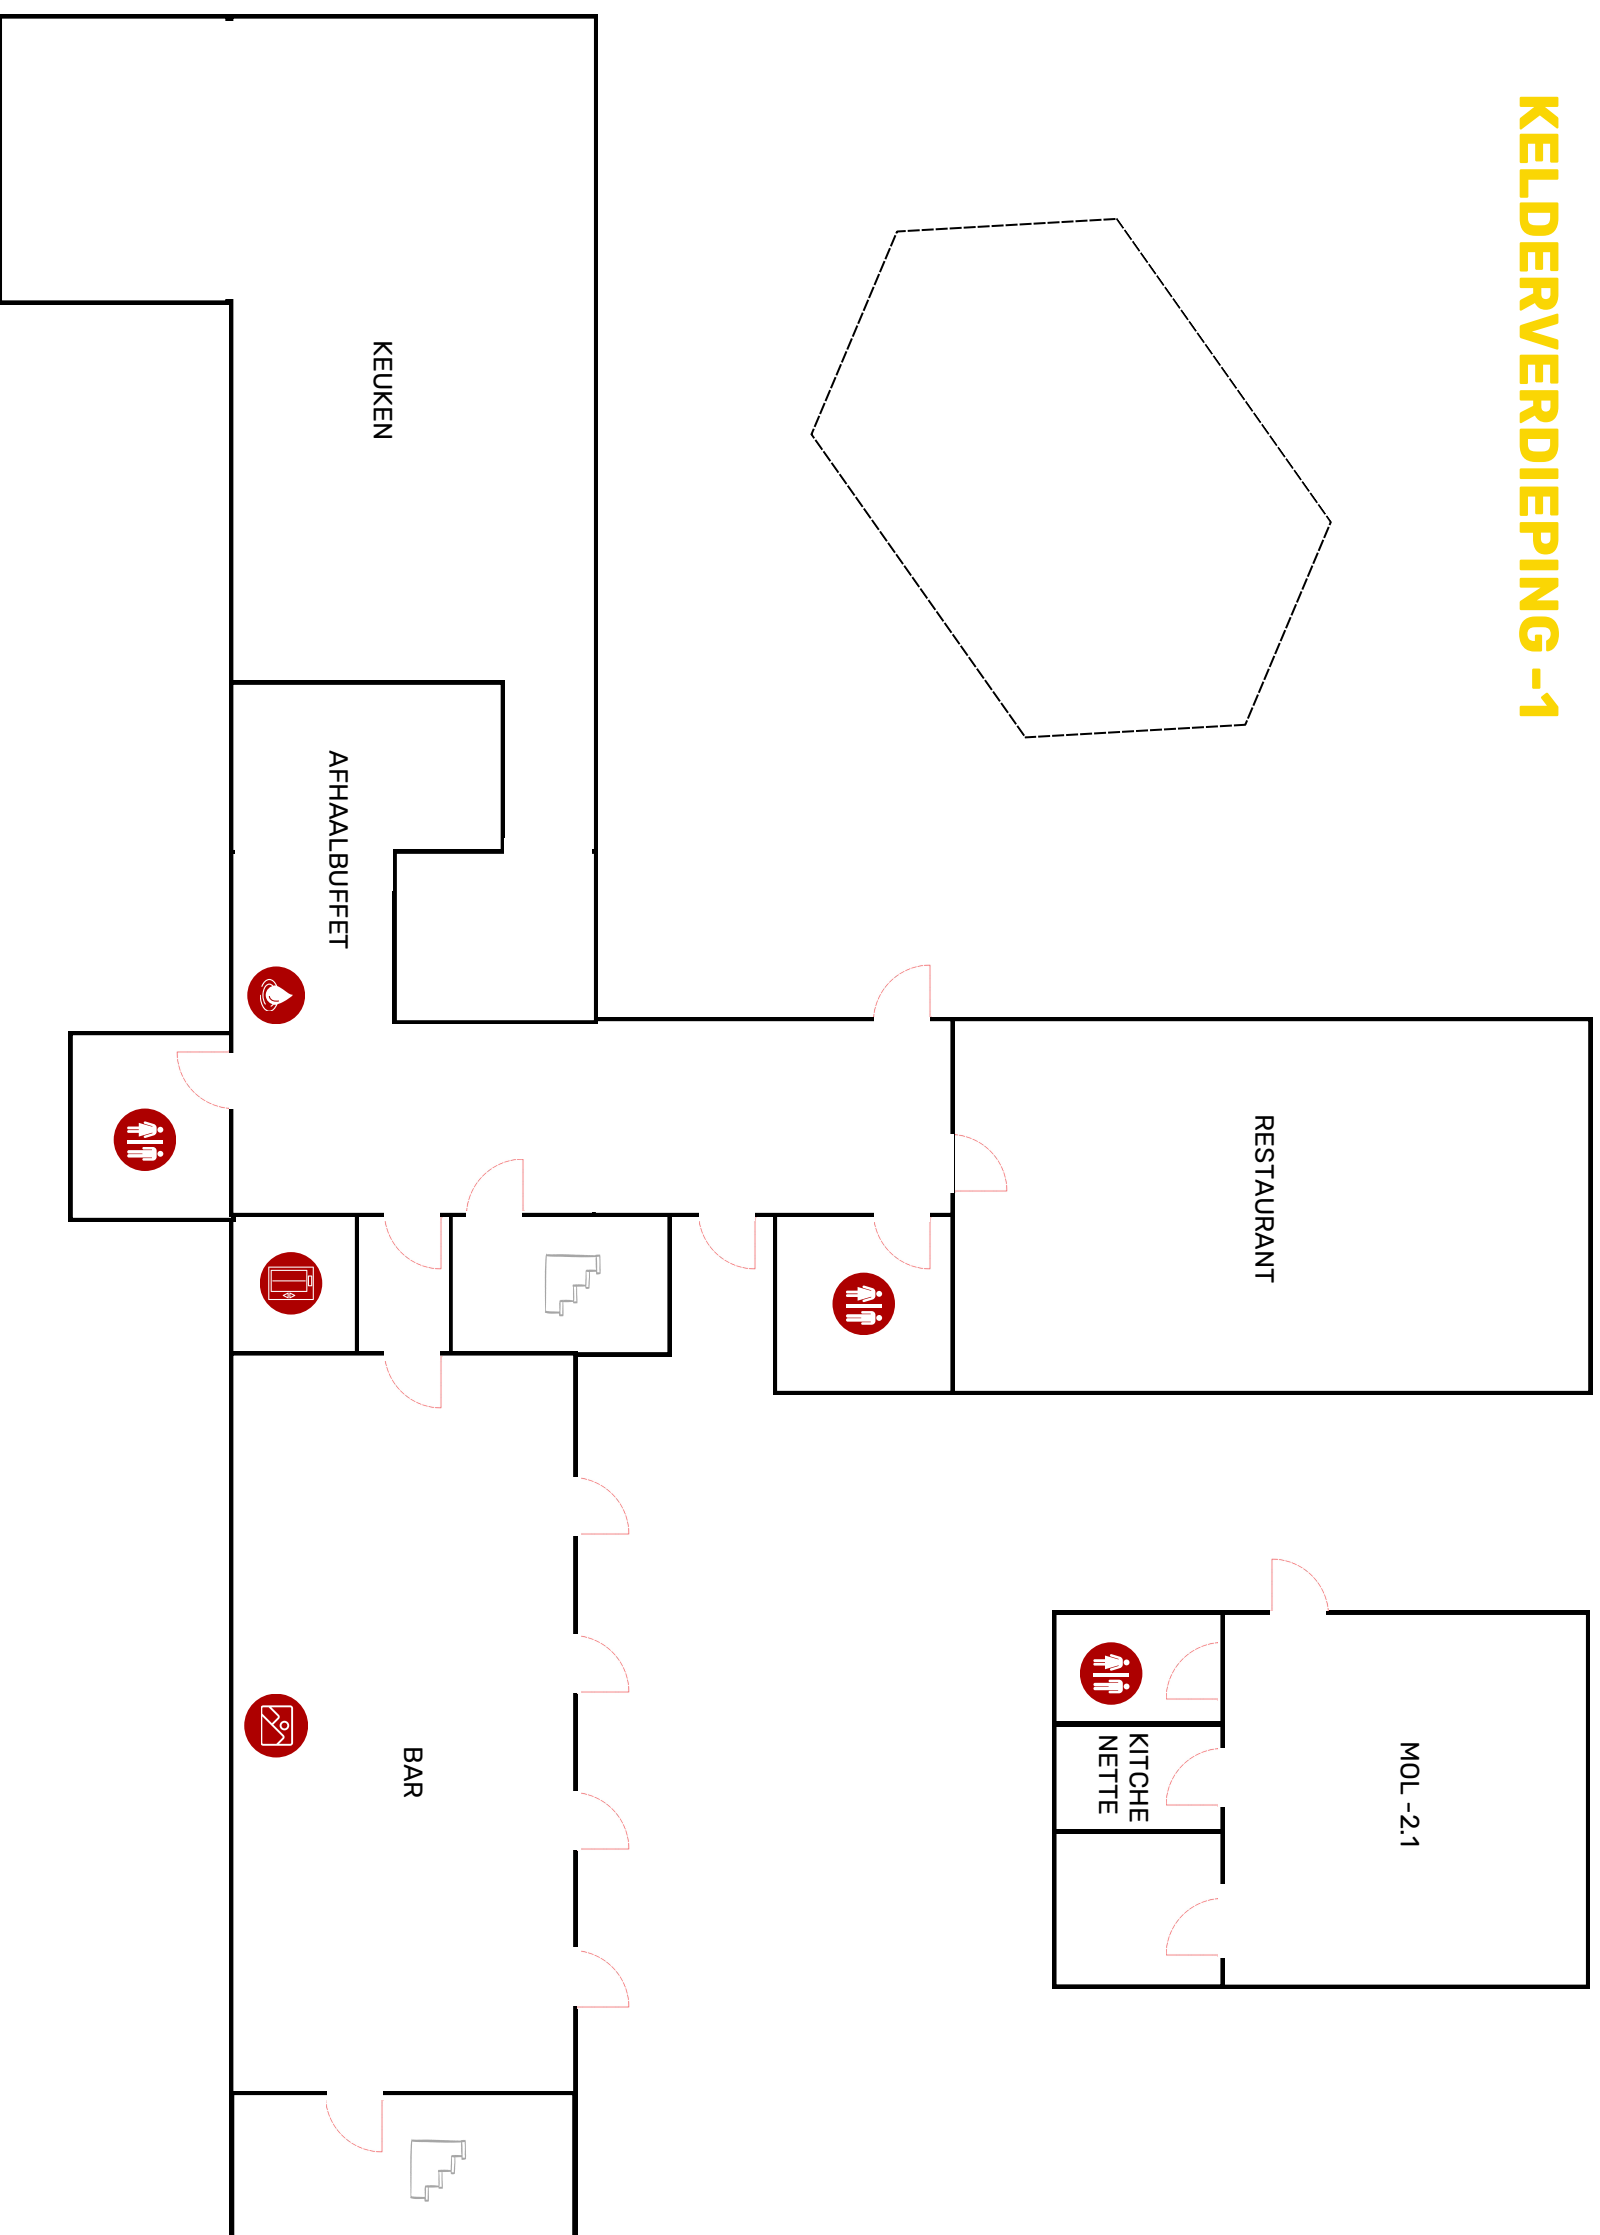 KELDERVERDIEPING -1
KEUKEN
AFHAALBUFFET
RESTAURANT
MOL -2.1
KITCHE
NETTE
BAR